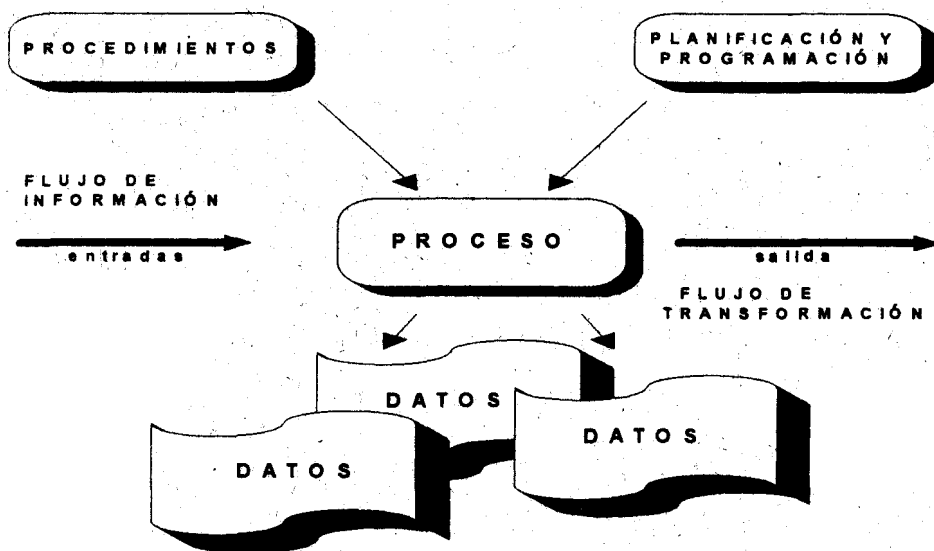 PROCEDIMIENTOS
PLANIFICACIÓN Y
PROGRAMACIÓN
FLUJO DE
INFORMACIÓN
entradas
PROCESO
salida
FLUJO DE
TRANSFORMACIÓN
DATOS
DATOS
DATOS